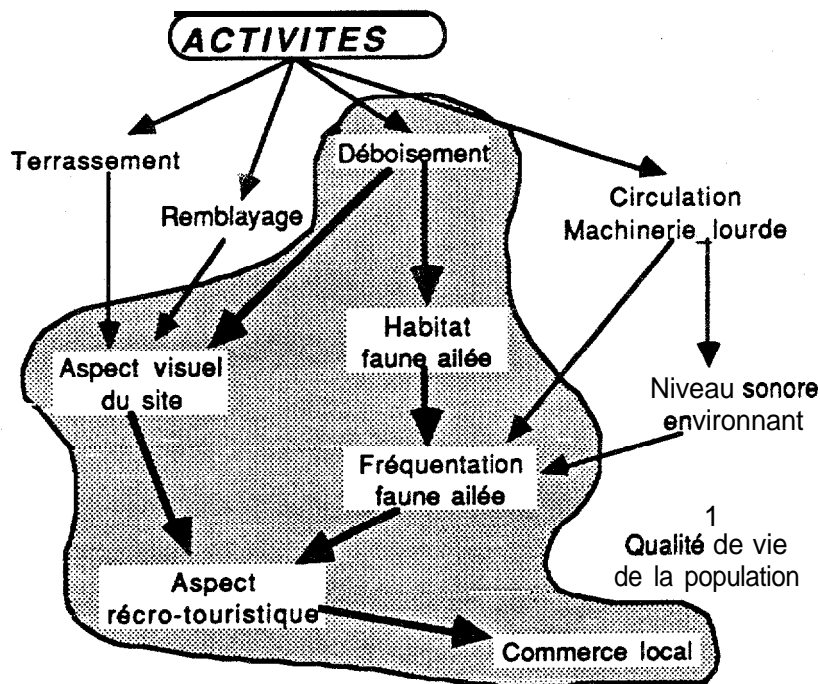 ACTIVITES
Terrassement
Déboisement
Remblayage
Circulation
Machinerie lourde
Habitat
faune ailée
Aspect visuel
du site
Niveau sonore
environnant
Fréquentation
faune ailée
1
Qualité de vie
de la population
Aspect
récro-touristique
Commerce local